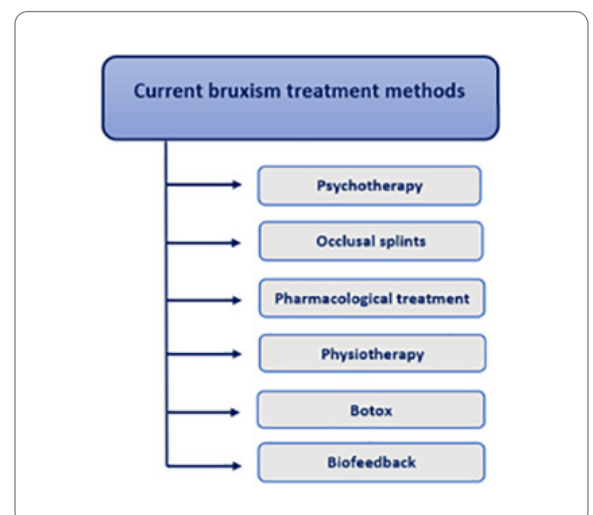 Current bruxism treatment methods
Psychotherapy
Occlusal splints
Pharmacological treatment
Physiotherapy
Botox
Biofeedback